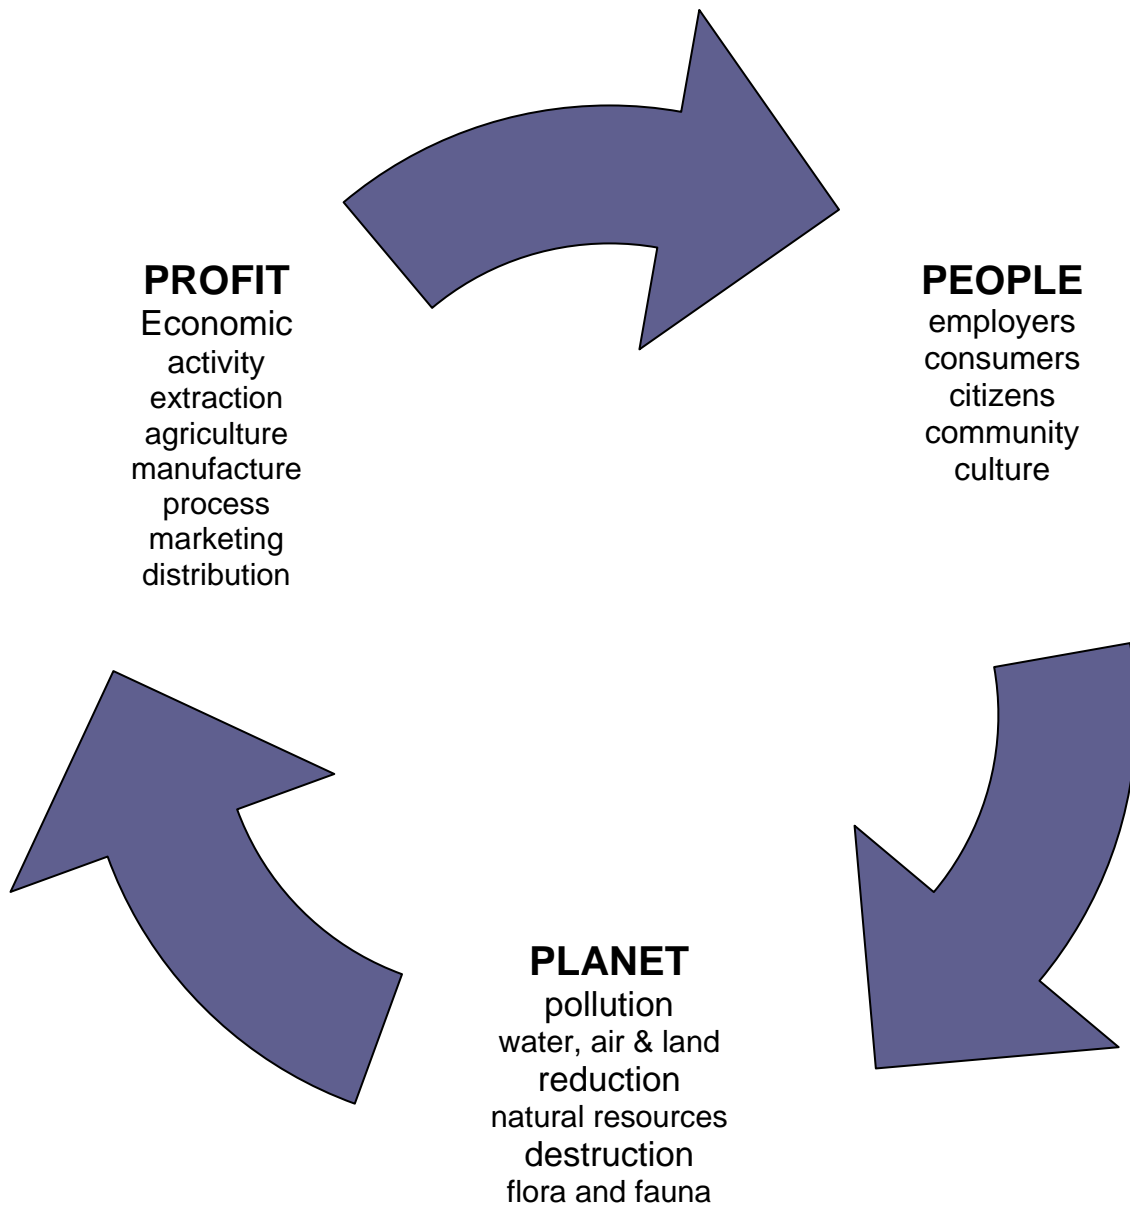 PROFIT
Economic
activity
extraction
agriculture
manufacture
process
marketing
distribution
PEOPLE
employers
consumers
citizens
community
culture
PLANET
pollution
water, air & land
reduction
natural resources
destruction
flora and fauna